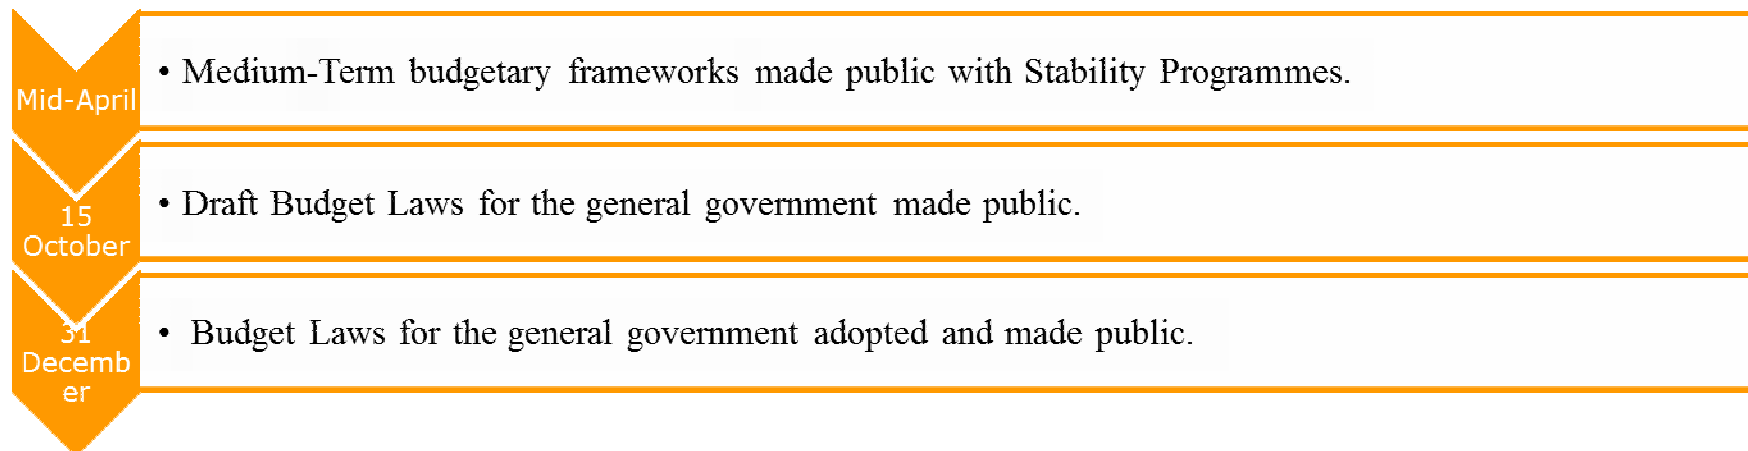 Mid-April
• Medium-Term budgetary frameworks made public with Stability Programmes.
15
October
• Draft Budget Laws for the general government made public.
31
Decemb
er
• Budget Laws for the general government adopted and made public.